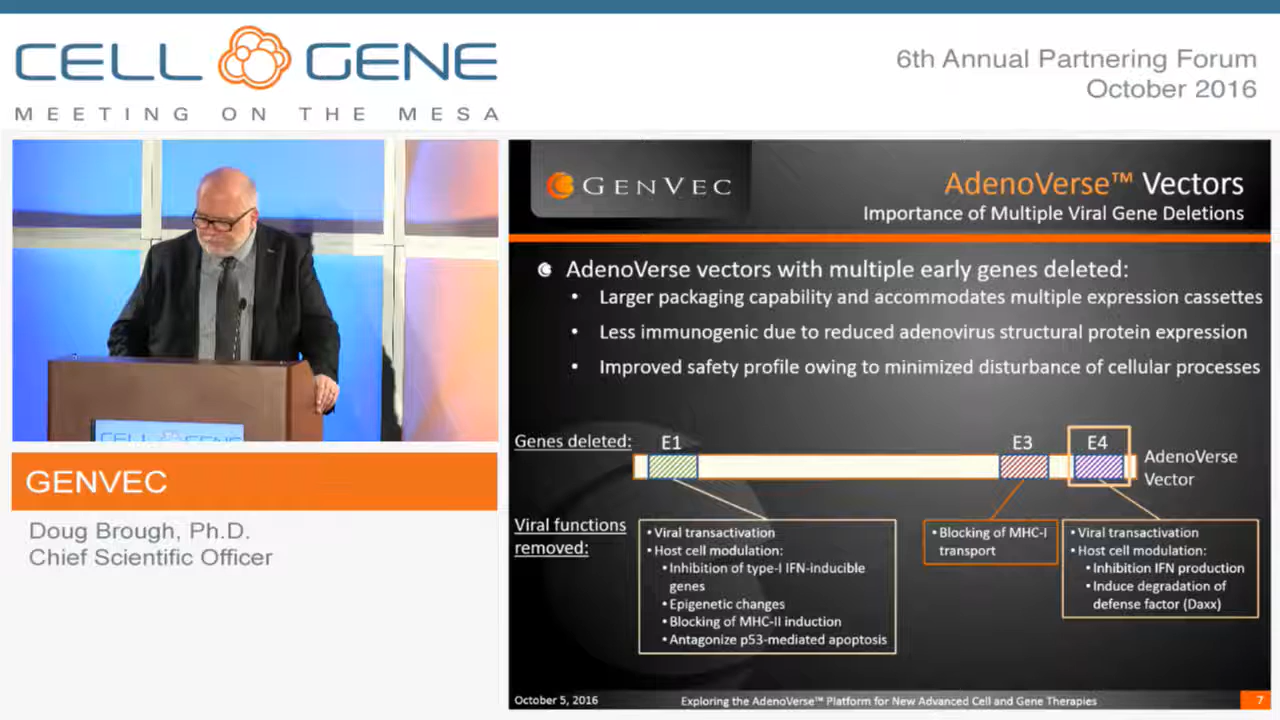 CELL GENE
MEETING ON THE MESA
6th Annual Partnering Forum
October 2016
CELL GENE
GENVEC
Doug Brough, Ph.D.
Chief Scientific Officer
GENVEC
AdenoVerse™ Vectors
Importance of Multiple Viral Gene Deletions
AdenoVerse vectors with multiple early genes deleted:
• Larger packaging capability and accommodates multiple expression cassettes
• Less immunogenic due to reduced adenovirus structural protein expression
• Improved safety profile owing to minimized disturbance of cellular processes
Genes deleted:
E1
E3
E4
AdenoVerse
Vector
Viral functions
removed:
• Viral transactivation
• Host cell modulation:
• Inhibition of type-I IFN-inducible
genes
• Epigenetic changes
• Blocking of MHC-II induction
• Antagonize p53-mediated apoptosis
• Blocking of MHC-I
transport
• Viral transactivation
• Host cell modulation:
• Inhibition IFN production
• Induce degradation of
defense factor (Daxx)
October 5, 2016
Exploring the AdenoVerse™ Platform for New Advanced Cell and Gene Therapies
7